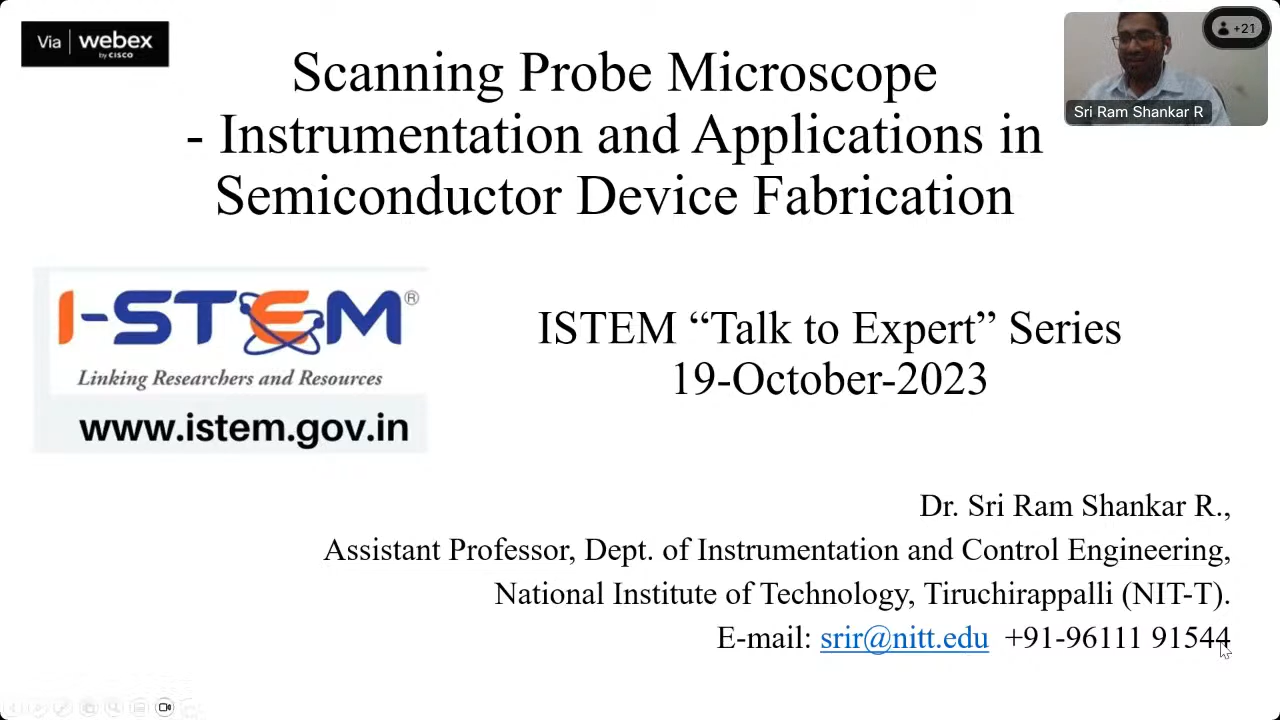 Via webex
by CISCO
+21
Sri Ram Shankar R
Scanning Probe Microscope
- Instrumentation and Applications in
Semiconductor Device Fabrication
I-STEM®
Linking Researchers and Resources
www.istem.gov.in
ISTEM “Talk to Expert” Series
19-October-2023
Dr. Sri Ram Shankar R.,
Assistant Professor, Dept. of Instrumentation and Control Engineering,
National Institute of Technology, Tiruchirappalli (NIT-T).
E-mail: srir@nitt.edu +91-96111 91544